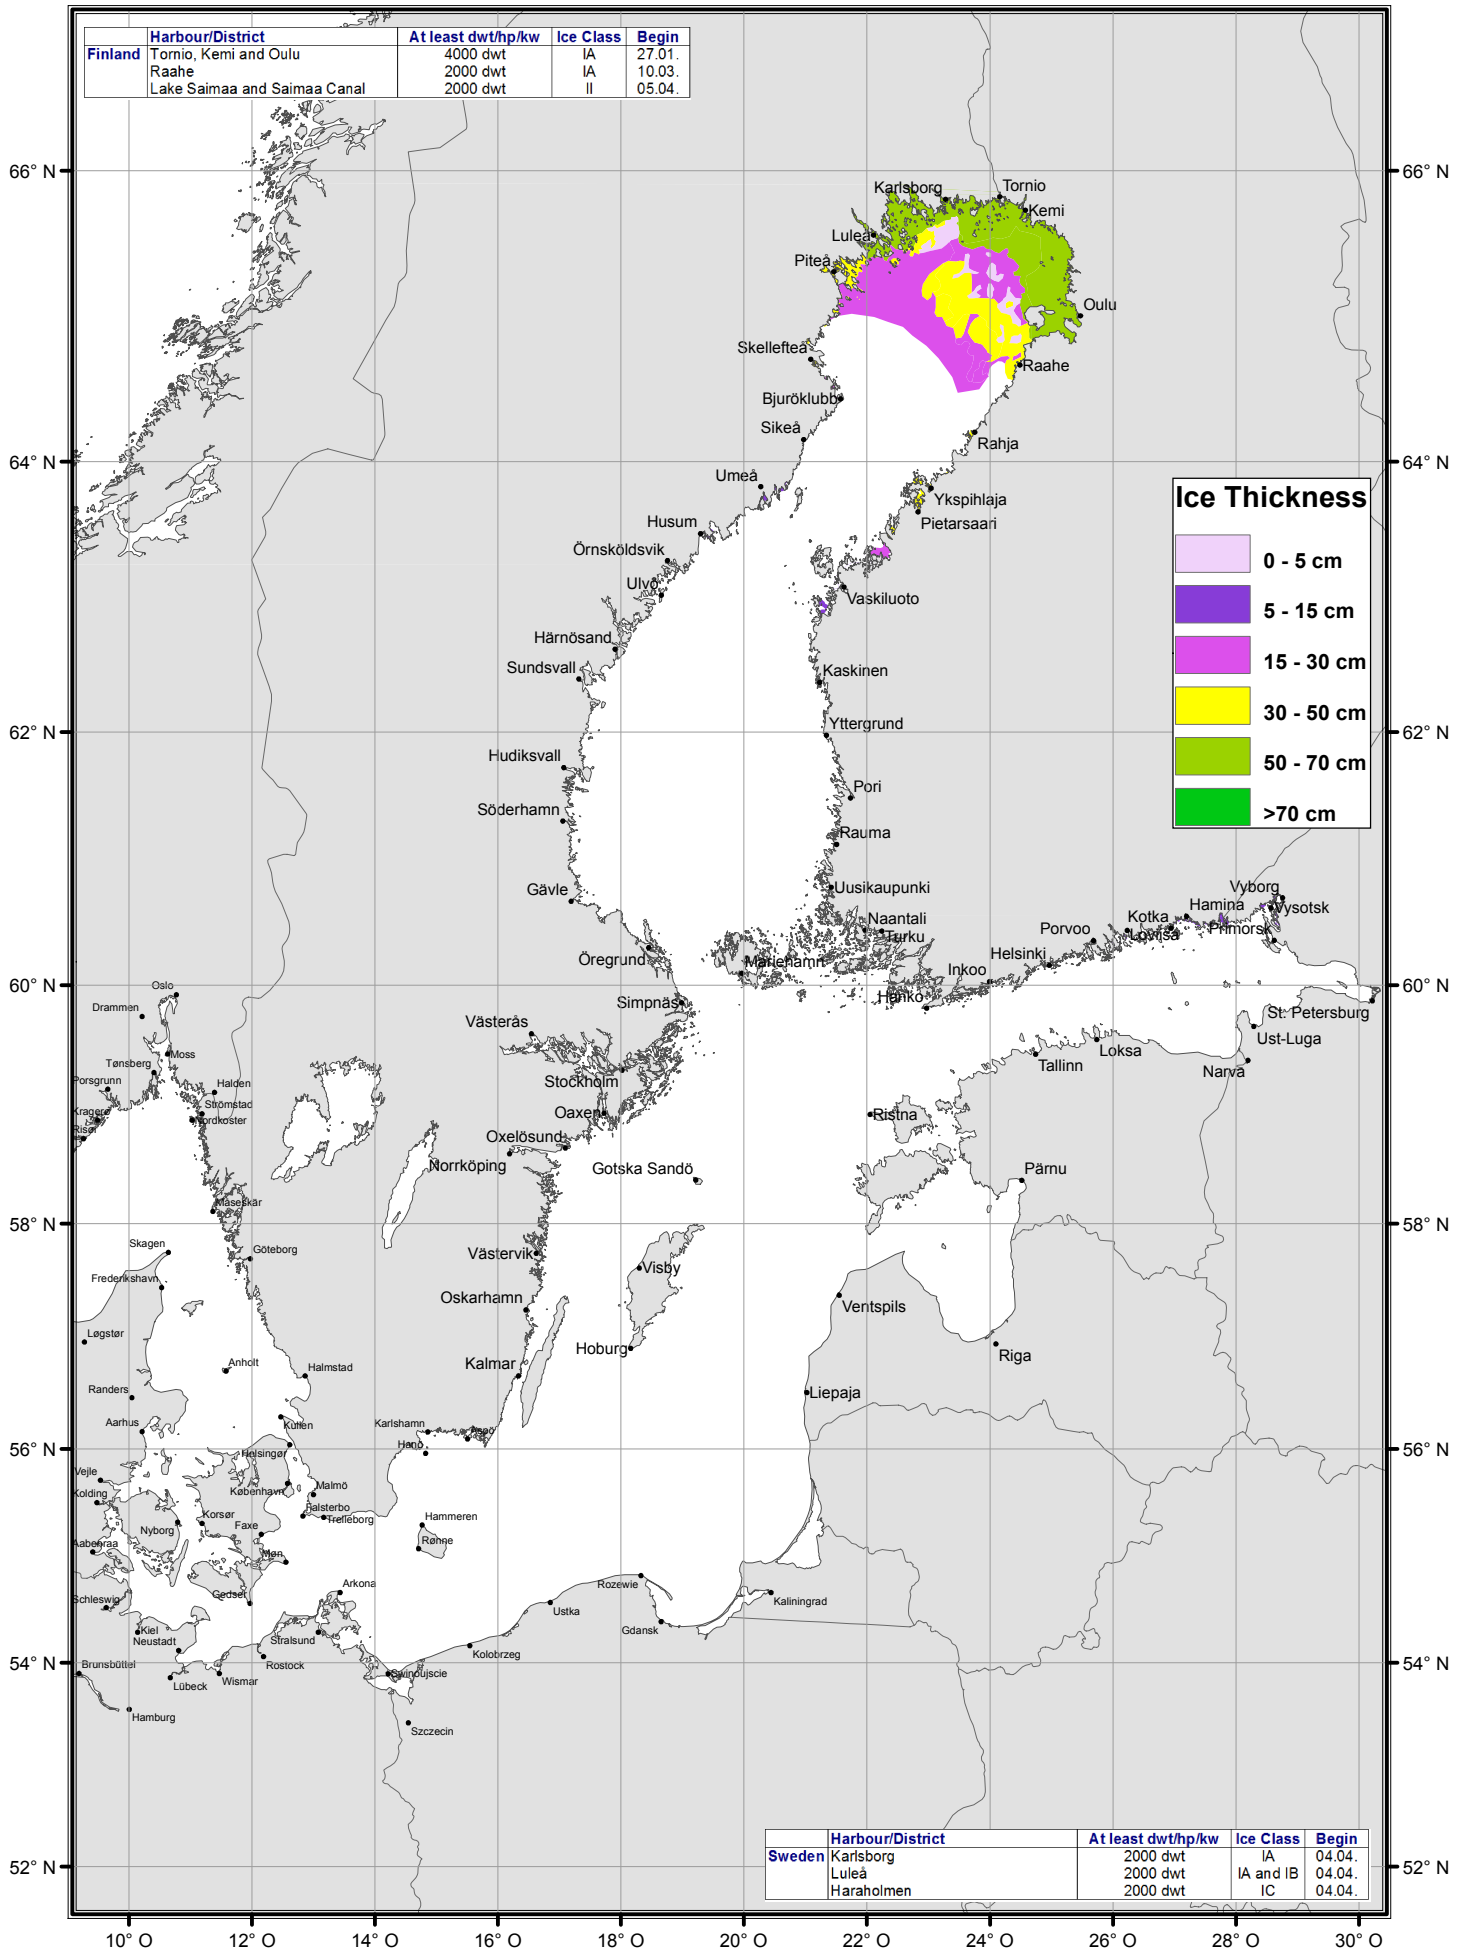 Harbour/District At least dwt/hp/kw Ice Class Begin
Finland Tornio, Kemi and Oulu 4000 dwt IA 27.01.
Raahe 2000 dwt IA 10.03.
Lake Saimaa and Saimaa Canal 2000 dwt II 05.04.
66° N 66° N
Karlsborg Tornio
Kemi
Luleå
Piteå
Oulu
Skellefteå
Raahe
Bjuröklubb
Sikeå
Rahja
64° N 64° N
Umeå
Ykspihlaja
Pietarsaari
Husum
Örnsköldsvik
Ulvö
Vaskiluoto
Härnösand
Sundsvall
Kaskinen
Yttergrund
62° N 62° N
Ice Thickness
0 - 5 cm
5 - 15 cm
15 - 30 cm
30 - 50 cm
50 - 70 cm
>70 cm
Hudiksvall
Pori
Söderhamn
Rauma
Gävle
Uusikaupunki
Vyborg
Naantali
Turku
Hamina
Vysotsk
Kotka
Lovijsa
Primorsk
Porvoo
Helsinki
Öregrund
Mariehamn
Inkoo
60° N 60° N
Hanko
Simpnäs
St. Petersburg
Ust-Luga
Oslo
Drammen
Västerås
Loksa
Tallinn
Narva
Moss
Tønsberg
Stockholm
Porsgrunn
Halden
Kragerø
Strömstad
Nordkoster
Risør
Oaxen
Ristna
Oxelösund
Norrköping
Gotska Sandö
Pärnu
Måseskär
58° N 58° N
Skagen
Göteborg
Västervik
Visby
Frederikshavn
Oskarhamn
Ventspils
Løgstør
Hoburg
Riga
Anholt
Halmstad
Kalmar
Randers
Liepaja
Aarhus
Kullen
Karlshamn
Aspö
Hanö
56° N 56° N
Helsingør
Vejle
København
Malmö
Kolding
Falsterbo
Trelleborg
Nyborg
Korsør
Faxe
Hammeren
Rønne
Aabenraa
Møn
Schleswig
Gedser
Arkona
Rozewie
Kaliningrad
Ustka
Gdansk
Kiel
Neustadt
Stralsund
Kolobrzeg
54° N 54° N
Brunsbüttel
Lübeck
Wismar
Rostock
Swinoujscie
Hamburg
Szczecin
Harbour/District At least dwt/hp/kw Ice Class Begin
Sweden Karlsborg 2000 dwt IA 04.04.
Luleå 2000 dwt IA and IB 04.04.
Haraholmen 2000 dwt IC 04.04.
52° N 52° N
10° O 12° O 14° O 16° O 18° O 20° O 22° O 24° O 26° O 28° O 30° O